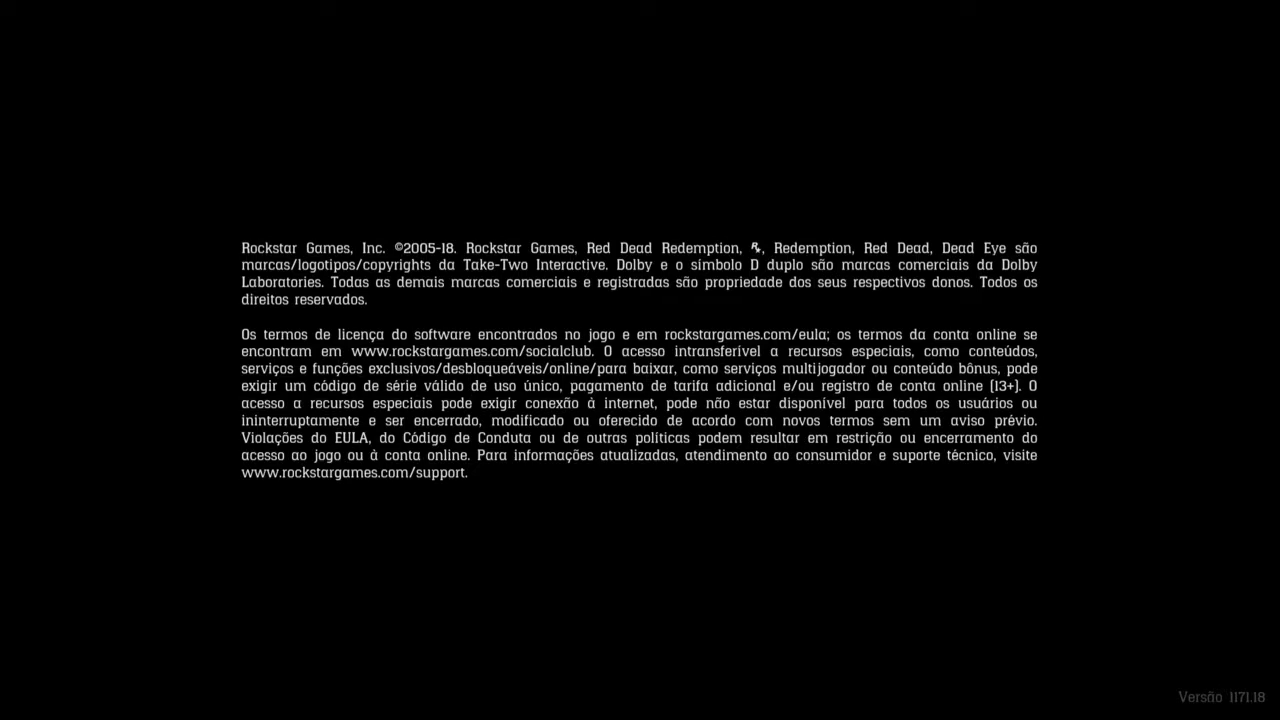 Rockstar Games, Inc. ©2005-18. Rockstar Games, Red Dead Redemption, R*, Redemption, Red Dead, Dead Eye são
marcas/logotipos/copyrights da Take-Two Interactive. Dolby e o símbolo D duplo são marcas comerciais da Dolby
Laboratories. Todas as demais marcas comerciais e registradas são propriedade dos seus respectivos donos. Todos os
direitos reservados.
Os termos de licença do software encontrados no jogo e em rockstargames.com/eula; os termos da conta online se
encontram em www.rockstargames.com/socialclub. O acesso intransferível a recursos especiais, como conteúdos,
serviços e funções exclusivos/desbloqueáveis/online/para baixar, como serviços multijogador ou conteúdo bônus, pode
exigir um código de série válido de uso único, pagamento de tarifa adicional e/ou registro de conta online (13+). O
acesso a recursos especiais pode exigir conexão à internet, pode não estar disponível para todos os usuários ou
ininterruptamente e ser encerrado, modificado ou oferecido de acordo com novos termos sem um aviso prévio.
Violações do EULA, do Código de Conduta ou de outras políticas podem resultar em restrição ou encerramento do
acesso ao jogo ou à conta online. Para informações atualizadas, atendimento ao consumidor e suporte técnico, visite
www.rockstargames.com/support.
Versão 1171.18